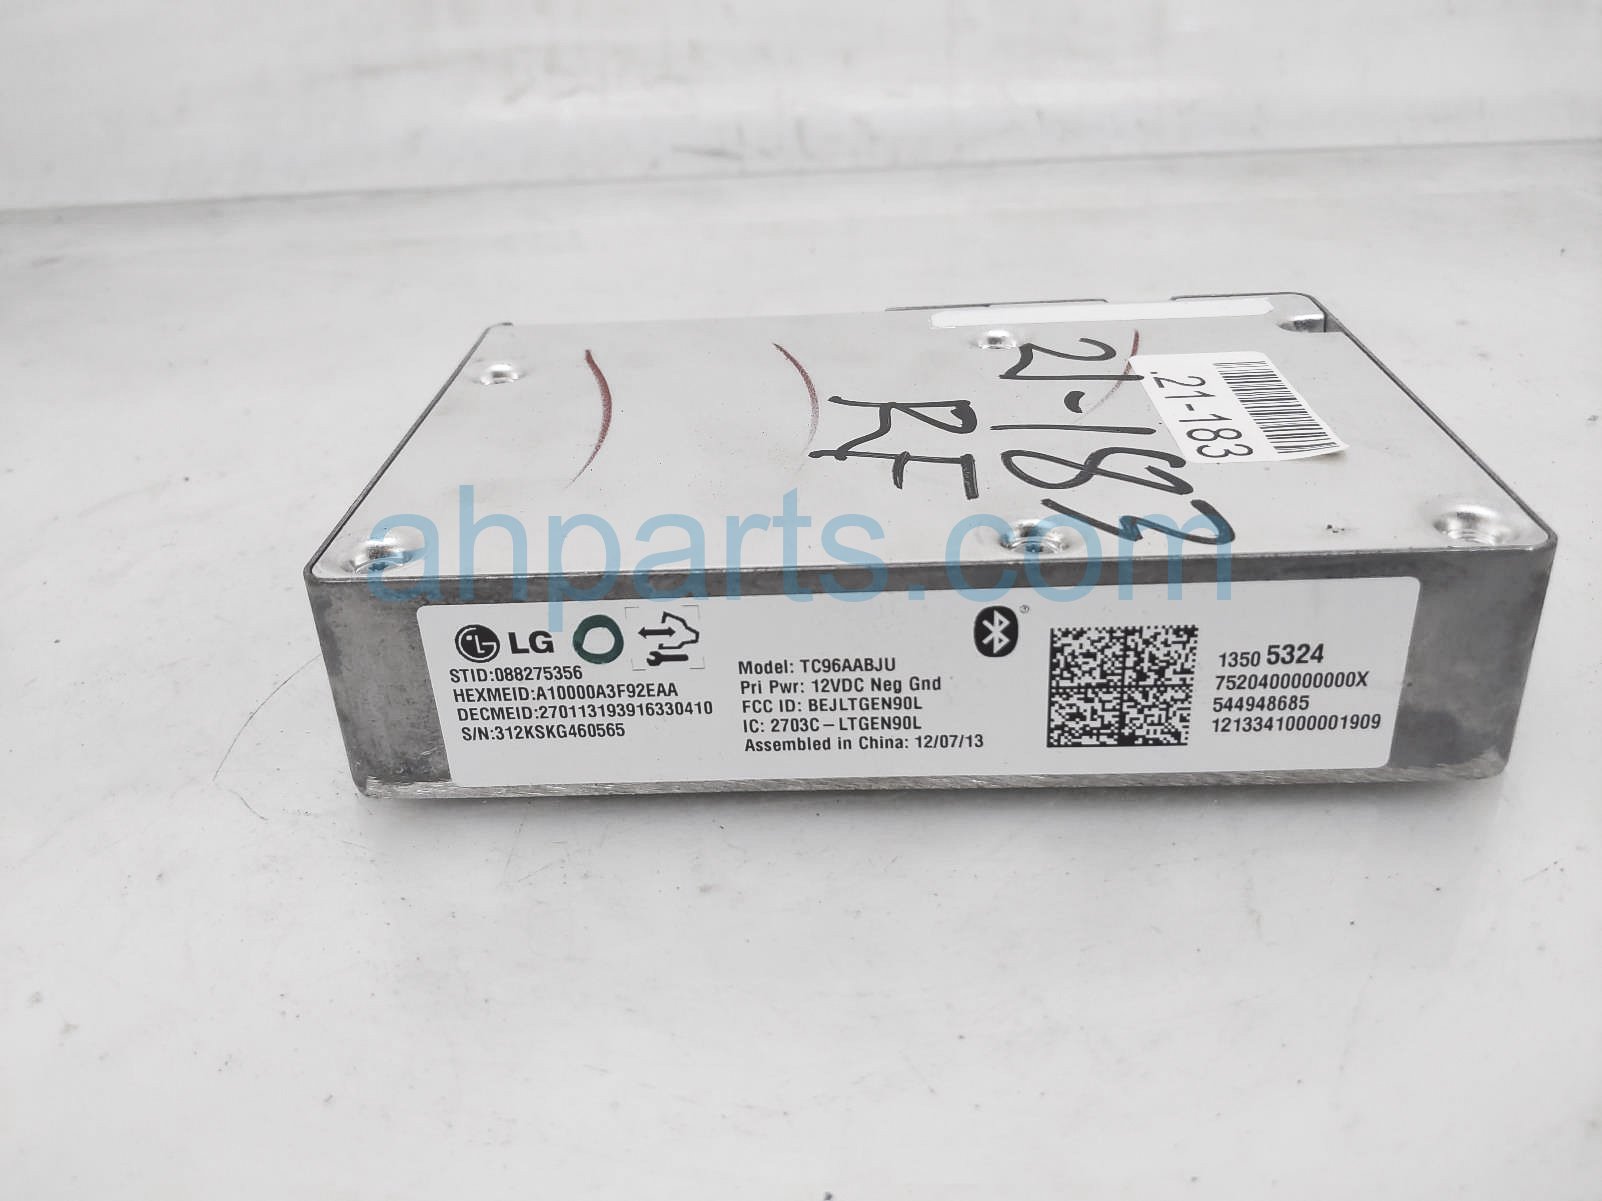 21-183
RF
.21-183
ahparts.com
LG
STID:088275356
HEXMEID:A10000A3F92EAA
DECMEID:270113193916330410
S/N:312KSKG460565
Model: TC96AABJU
Pri Pwr: 12VDC Neg Gnd
FCC ID: BEJLTGEN90L
IC: 2703C-LTGEN90L
Assembled in China: 12/07/13
®
1350 5324
7520400000000X
544948685
1213341000001909